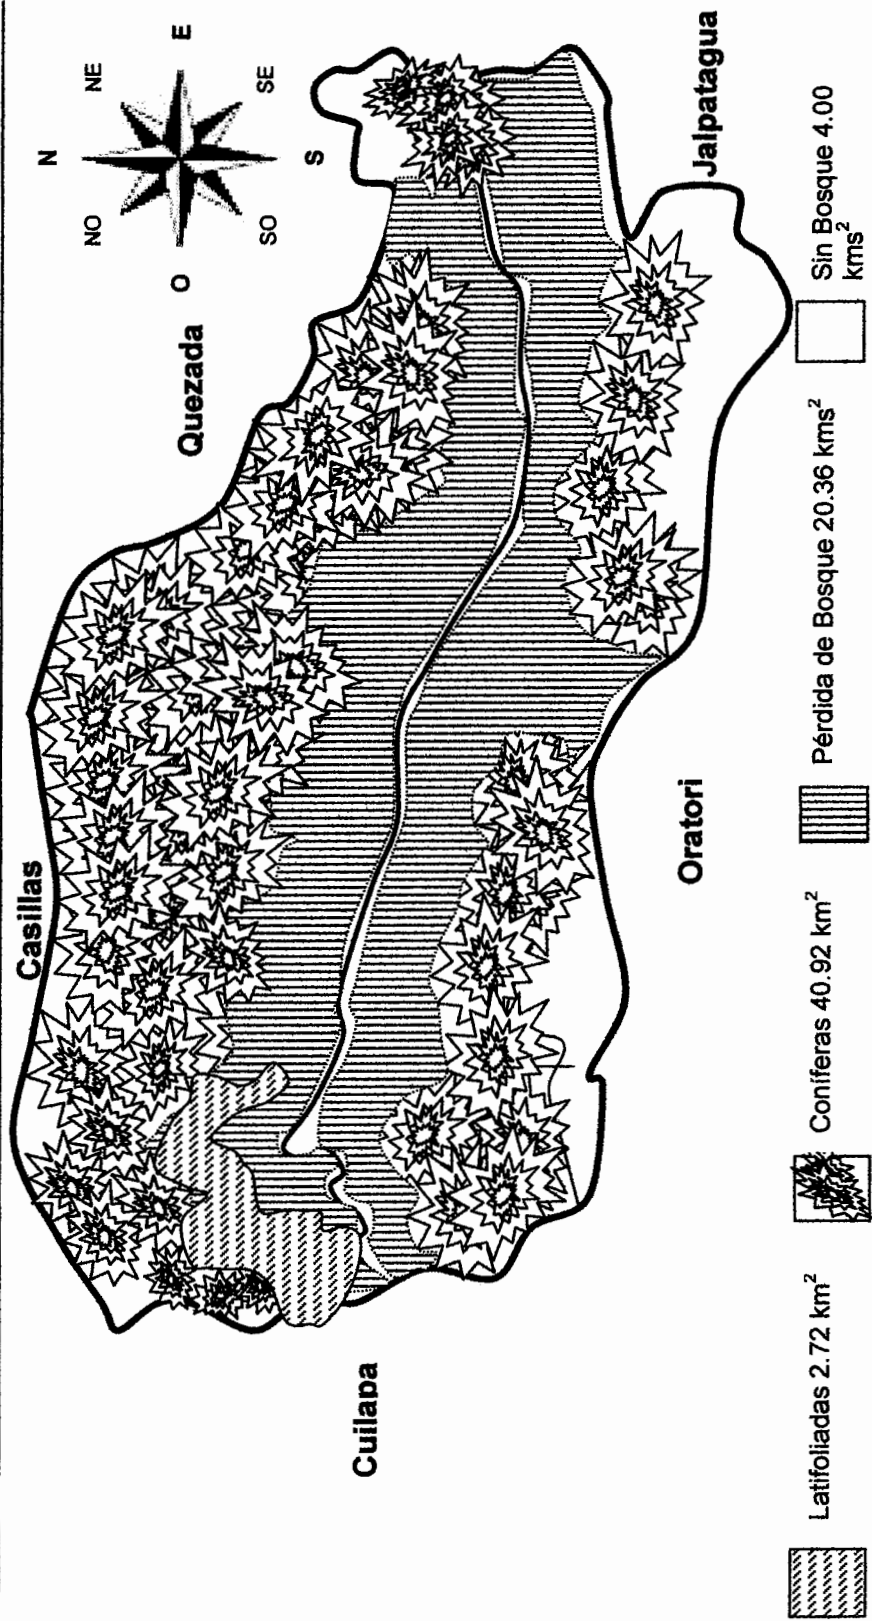 N
NO
NE
O
E
SO
SE
S
Casillas
Quezada
Cuilapa
Oratori
Jalpatagua
Latifoliadas 2.72 km²
Coníferas 40.92 km²
Pérdida de Bosque 20.36 kms²
Sin Bosque 4.00
kms²